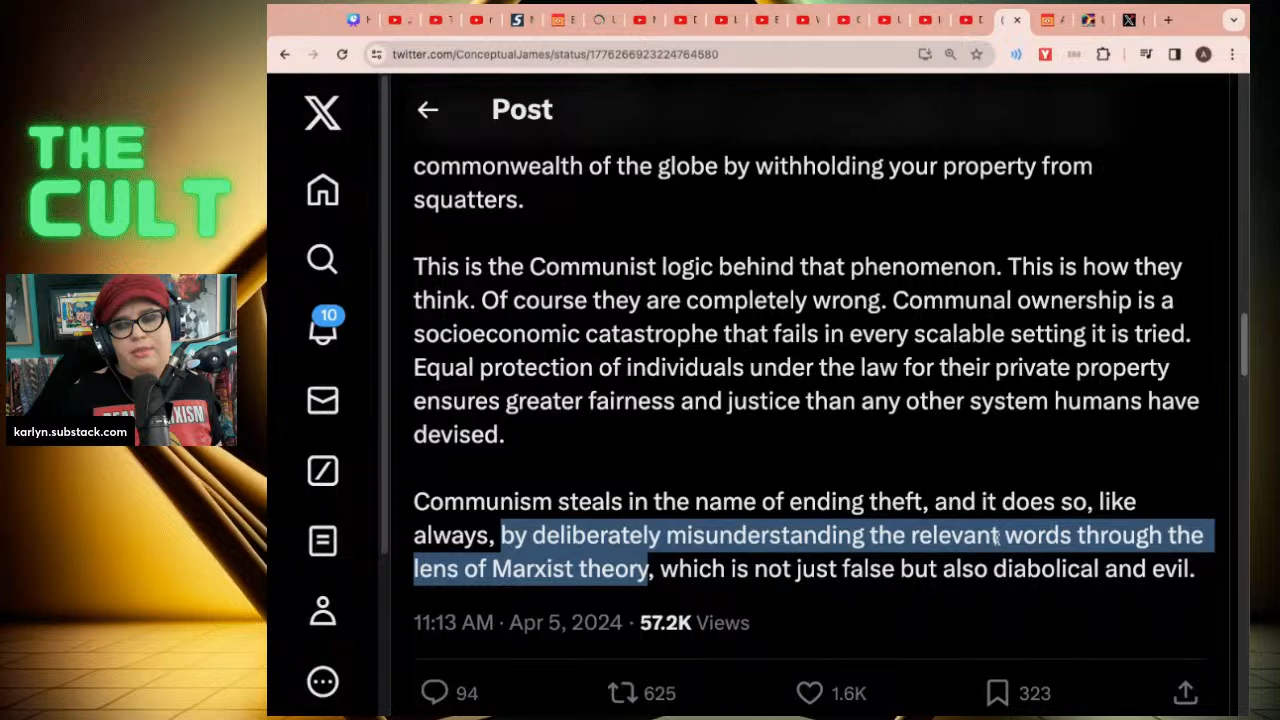 THE
CULT
karlyn.substack.com
twitter.com/ConceptualJames/status/1776266923224764580
Post
commonwealth of the globe by withholding your property from
squatters.
This is the Communist logic behind that phenomenon. This is how they
think. Of course they are completely wrong. Communal ownership is a
socioeconomic catastrophe that fails in every scalable setting it is tried.
Equal protection of individuals under the law for their private property
ensures greater fairness and justice than any other system humans have
devised.
Communism steals in the name of ending theft, and it does so, like
always, by deliberately misunderstanding the relevant words through the
lens of Marxist theory, which is not just false but also diabolical and evil.
11:13 AM · Apr 5, 2024 · 57.2K Views
94 625 1.6K 323
10